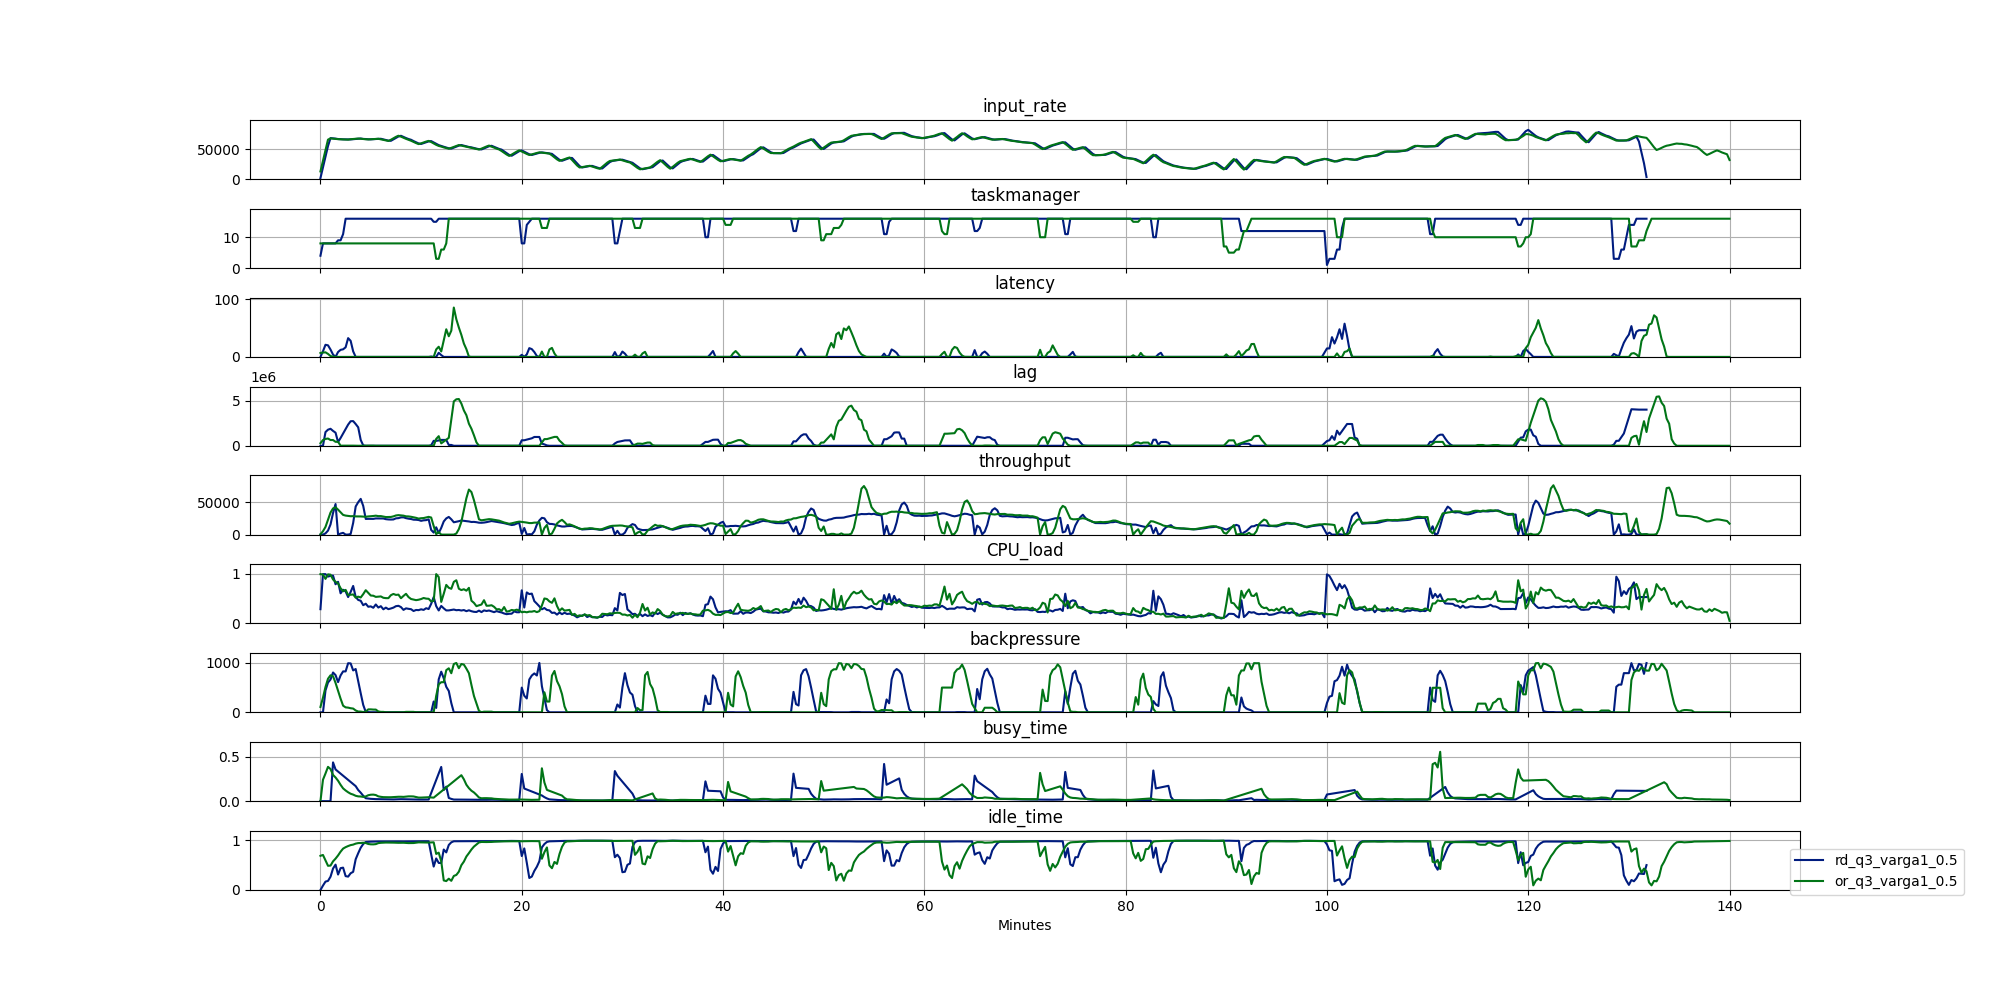 input_rate
50000
0
taskmanager
10
0
latency
100
0
1e6
lag
5
0
throughput
50000
0
CPU_load
1
0
backpressure
1000
0
busy_time
0.5
0.0
idle_time
1
0
rd_q3_varga1_0.5
or_q3_varga1_0.5
0 20 40 60 80 100 120 140
Minutes